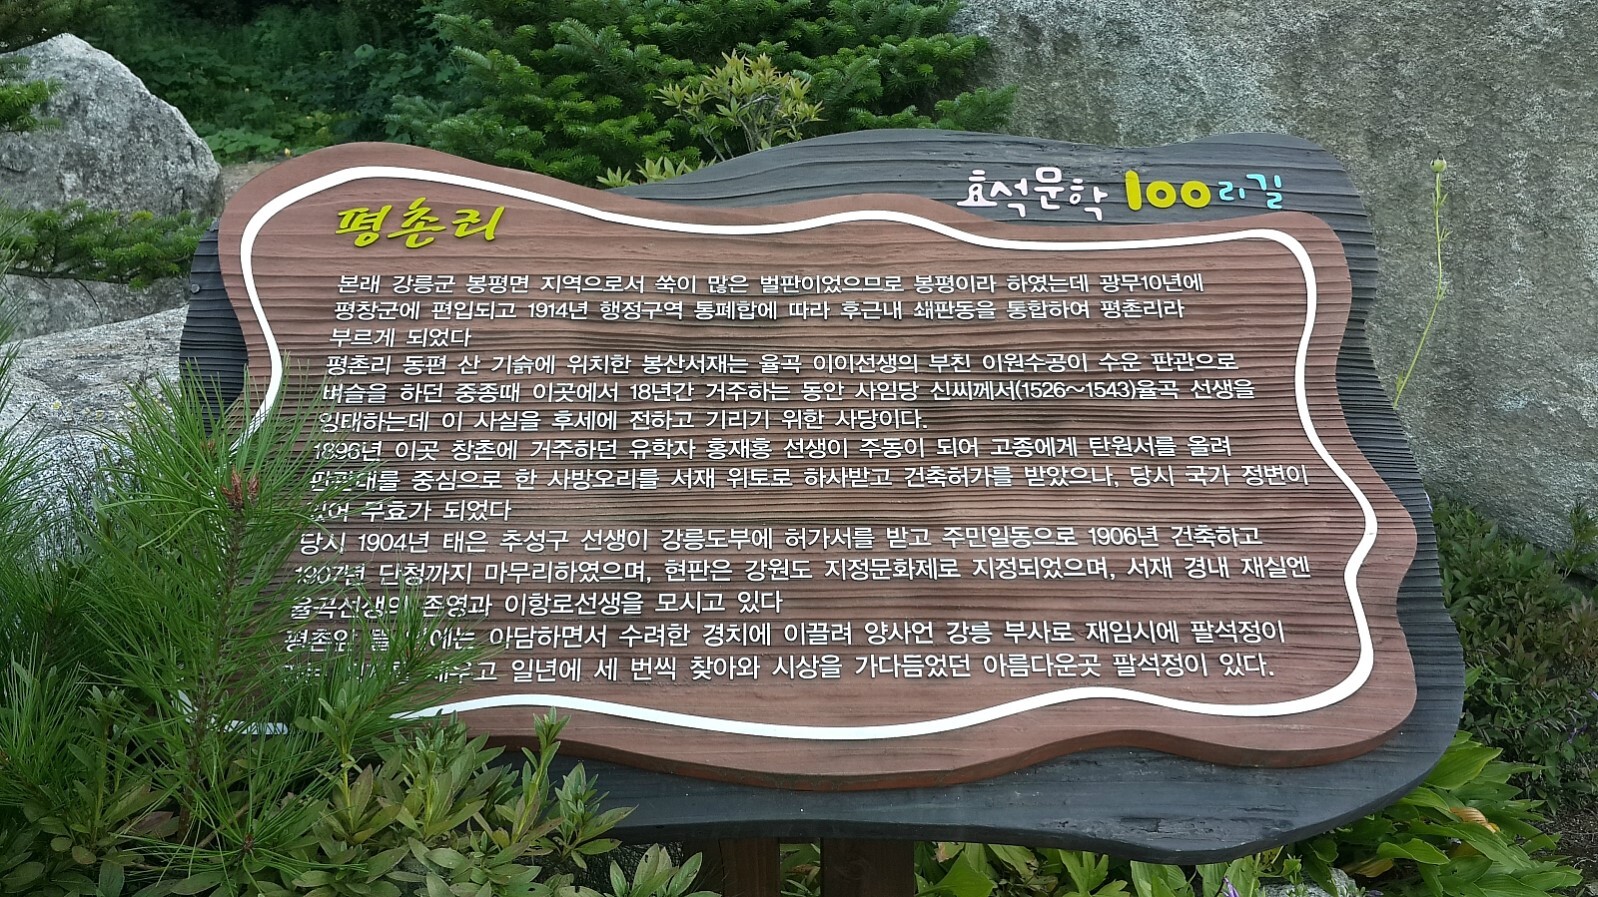 효석문학 100리길
평촌리
본래 강릉군 봉평면 지역으로서 쑥이 많은 벌판이었으므로 봉평이라 하였는데 광무10년에
평창군에 편입되고 1914년 행정구역 통폐합에 따라 후근내 쇄판동을 통합하여 평촌리라
부르게 되었다
평촌리 동편 산 기슭에 위치한 봉산서재는 율곡 이이선생의 부친 이원수공이 수운 판관으로
벼슬을 하던 중종때 이곳에서 18년간 거주하는 동안 사임당 신씨께서(1526~1543)율곡 선생을
잉태하는데 이 사실을 후세에 전하고 기리기 위한 사당이다.
1896년 이곳 창촌에 거주하던 유학자 홍재홍 선생이 주동이 되어 고종에게 탄원서를 올려
판관대를 중심으로 한 사방오리를 서재 위토로 하사받고 건축허가를 받았으나, 당시 국가 정변이
있어 무효가 되었다
당시 1904년 태은 추성구 선생이 강릉도부에 허가서를 받고 주민일동으로 1906년 건축하고
1907년 단청까지 마무리하였으며, 현판은 강원도 지정문화제로 지정되었으며, 서재 경내 재실엔
율곡선생의 존영과 이항로선생을 모시고 있다
평촌앞 아담하면서 수려한 경치에 이끌려 양사언 강릉 부사로 재임시에 팔석정이
세우고 일년에 세 번씩 찾아와 시상을 가다듬었던 아름다운곳 팔석정이 있다.